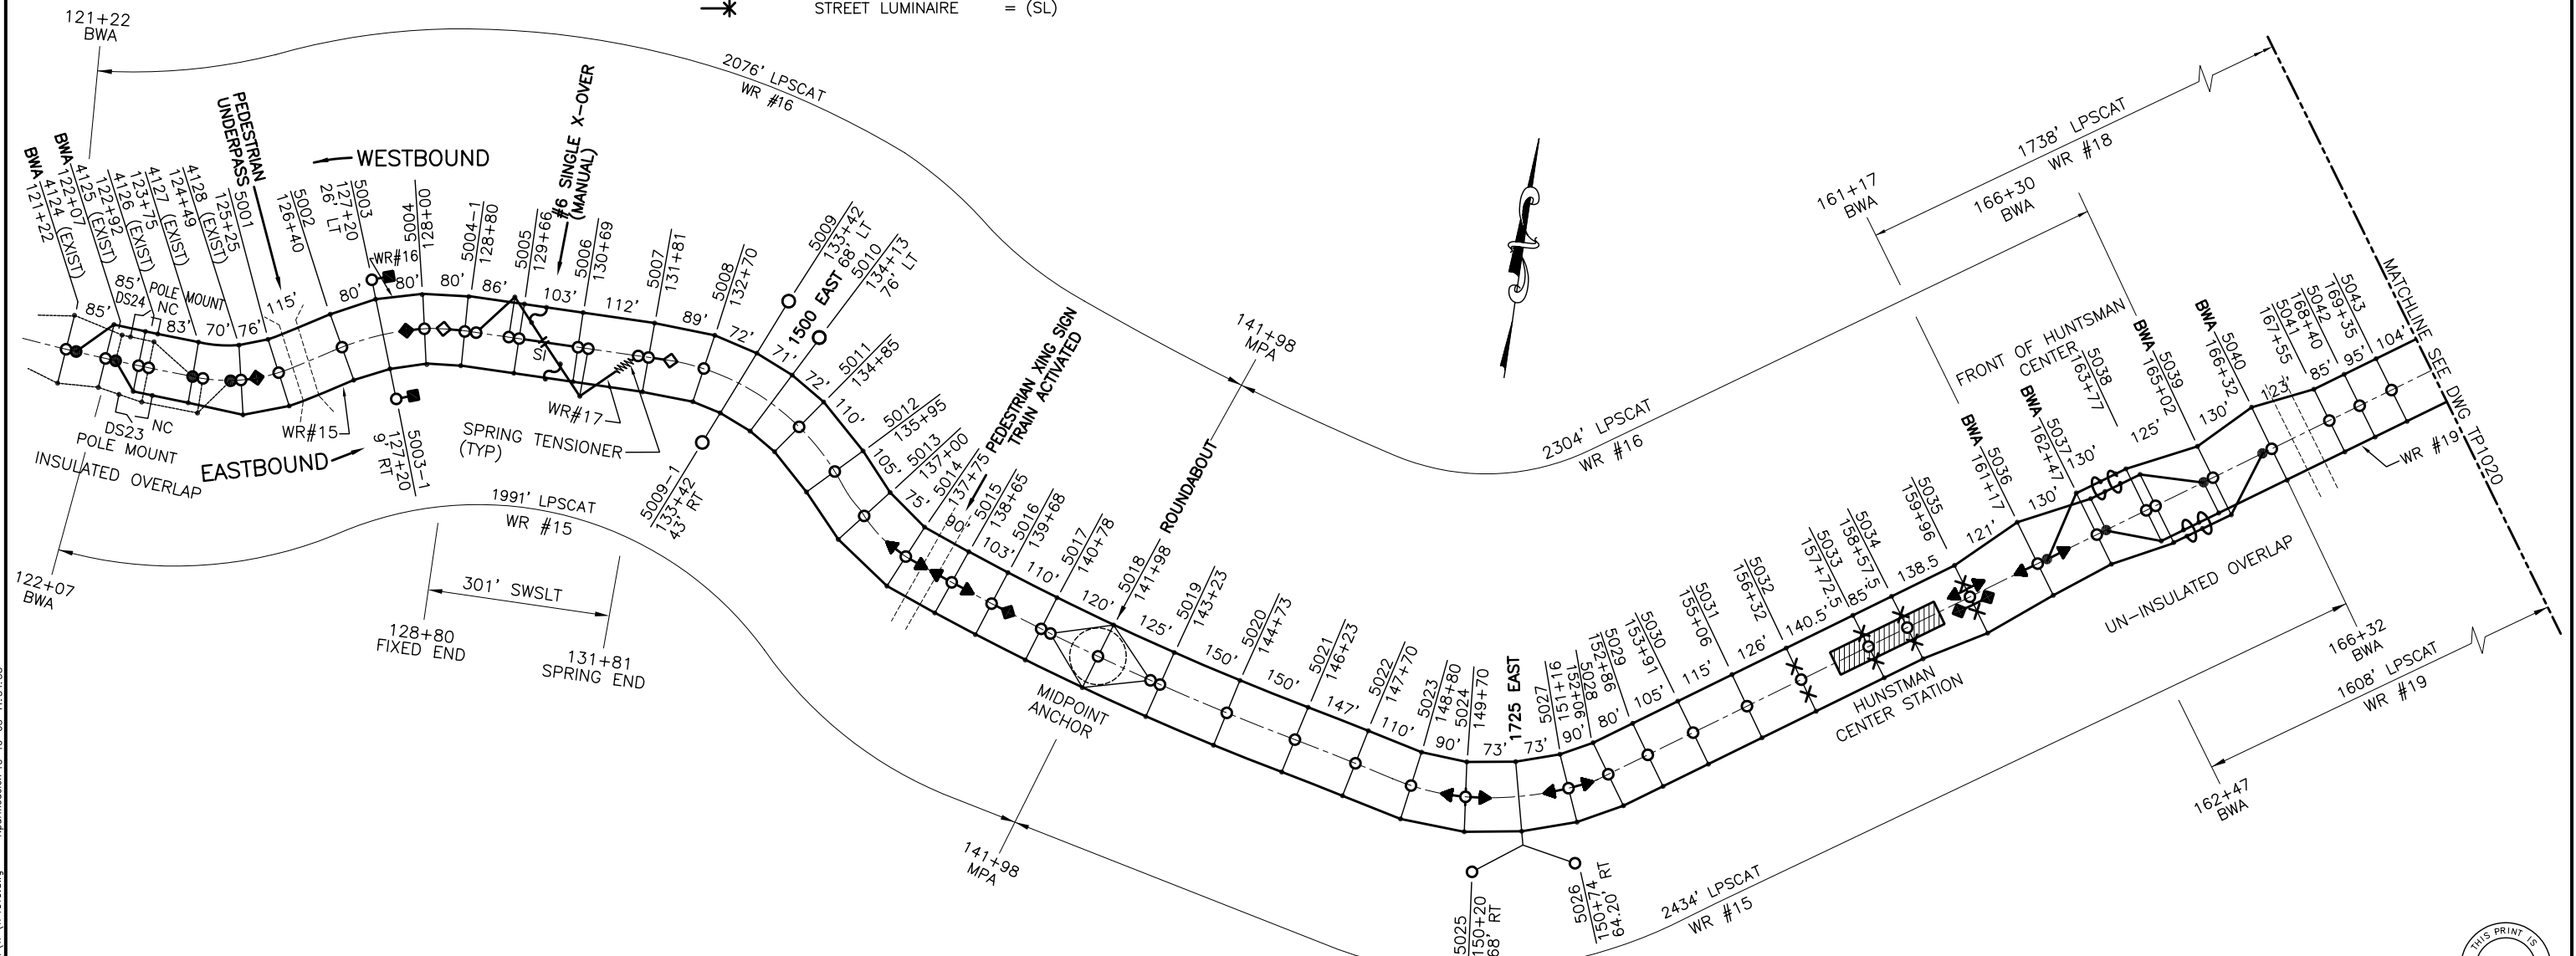 STREET LUMINAIRE = (SL)
121+22
BWA
2076' LPSCAT
WR #16
BWA 121+22
4124 (EXIST)
BWA 122+07
4125 (EXIST)
122+92
4126 (EXIST)
123+75
4127 (EXIST)
124+49
4128 (EXIST)
125+25
5001
PEDESTRIAN
UNDERPASS
126+40
5002
WESTBOUND
5003
127+20
26' LT
WR#16
5004
128+00
5004-1
128+80
5005
129+66
#6 SINGLE X-OVER
(MANUAL)
5006
130+69
5007
131+81
5008
132+70
5009
133+42
68' LT
1500 EAST
5010
134+13
76' LT
5011
134+85
5012
135+95
5013
137+00
5014
137+75
PEDESTRIAN XING SIGN
TRAIN ACTIVATED
5015
138+65
5016
139+68
5017
140+78
5018
141+98
ROUNDABOUT
5019
143+23
5020
144+73
5021
146+23
5022
147+70
5023
148+80
5024
149+70
1725 EAST
5027
151+16
5028
152+06
5029
152+86
5030
153+91
5031
155+06
5032
156+32
5033
157+72.5
5034
158+57.5
5035
159+96
5036
BWA 161+17
5037
BWA 162+47
5038
163+77
5039
BWA 165+02
5040
BWA 166+32
5041
167+55
5042
168+40
5043
169+35
85'
85'
83'
70'
76'
115'
80'
80'
80'
86'
103'
112'
89'
72'
71'
72'
110'
105'
75'
90'
103'
110'
120'
125'
150'
150'
147'
110'
90'
73'
73'
90'
80'
105'
115'
126'
140.5'
85'
138.5
121'
130'
130'
125'
130'
123'
85'
95'
104'
POLE MOUNT
DS24 NC
DS23 NC
POLE MOUNT
INSULATED OVERLAP
EASTBOUND
WR#15
5003-1
127+20
9' RT
SI
WR#17
SPRING TENSIONER
(TYP)
5009-1
133+42
43' RT
1991' LPSCAT
WR #15
122+07
BWA
301' SWSLT
128+80
FIXED END
131+81
SPRING END
141+98
MPA
2304' LPSCAT
WR #16
MIDPOINT
ANCHOR
141+98
MPA
5025
150+20
68' RT
5026
150+74
64.20' RT
2434' LPSCAT
WR #15
HUNSTMAN
CENTER STATION
FRONT OF HUNTSMAN
CENTER
161+17
BWA
166+30
BWA
1738' LPSCAT
WR #18
UN-INSULATED OVERLAP
WR #19
MATCHLINE SEE DWG TP1020
166+32
BWA
1608' LPSCAT
WR #19
162+47
BWA
THIS PRINT IS